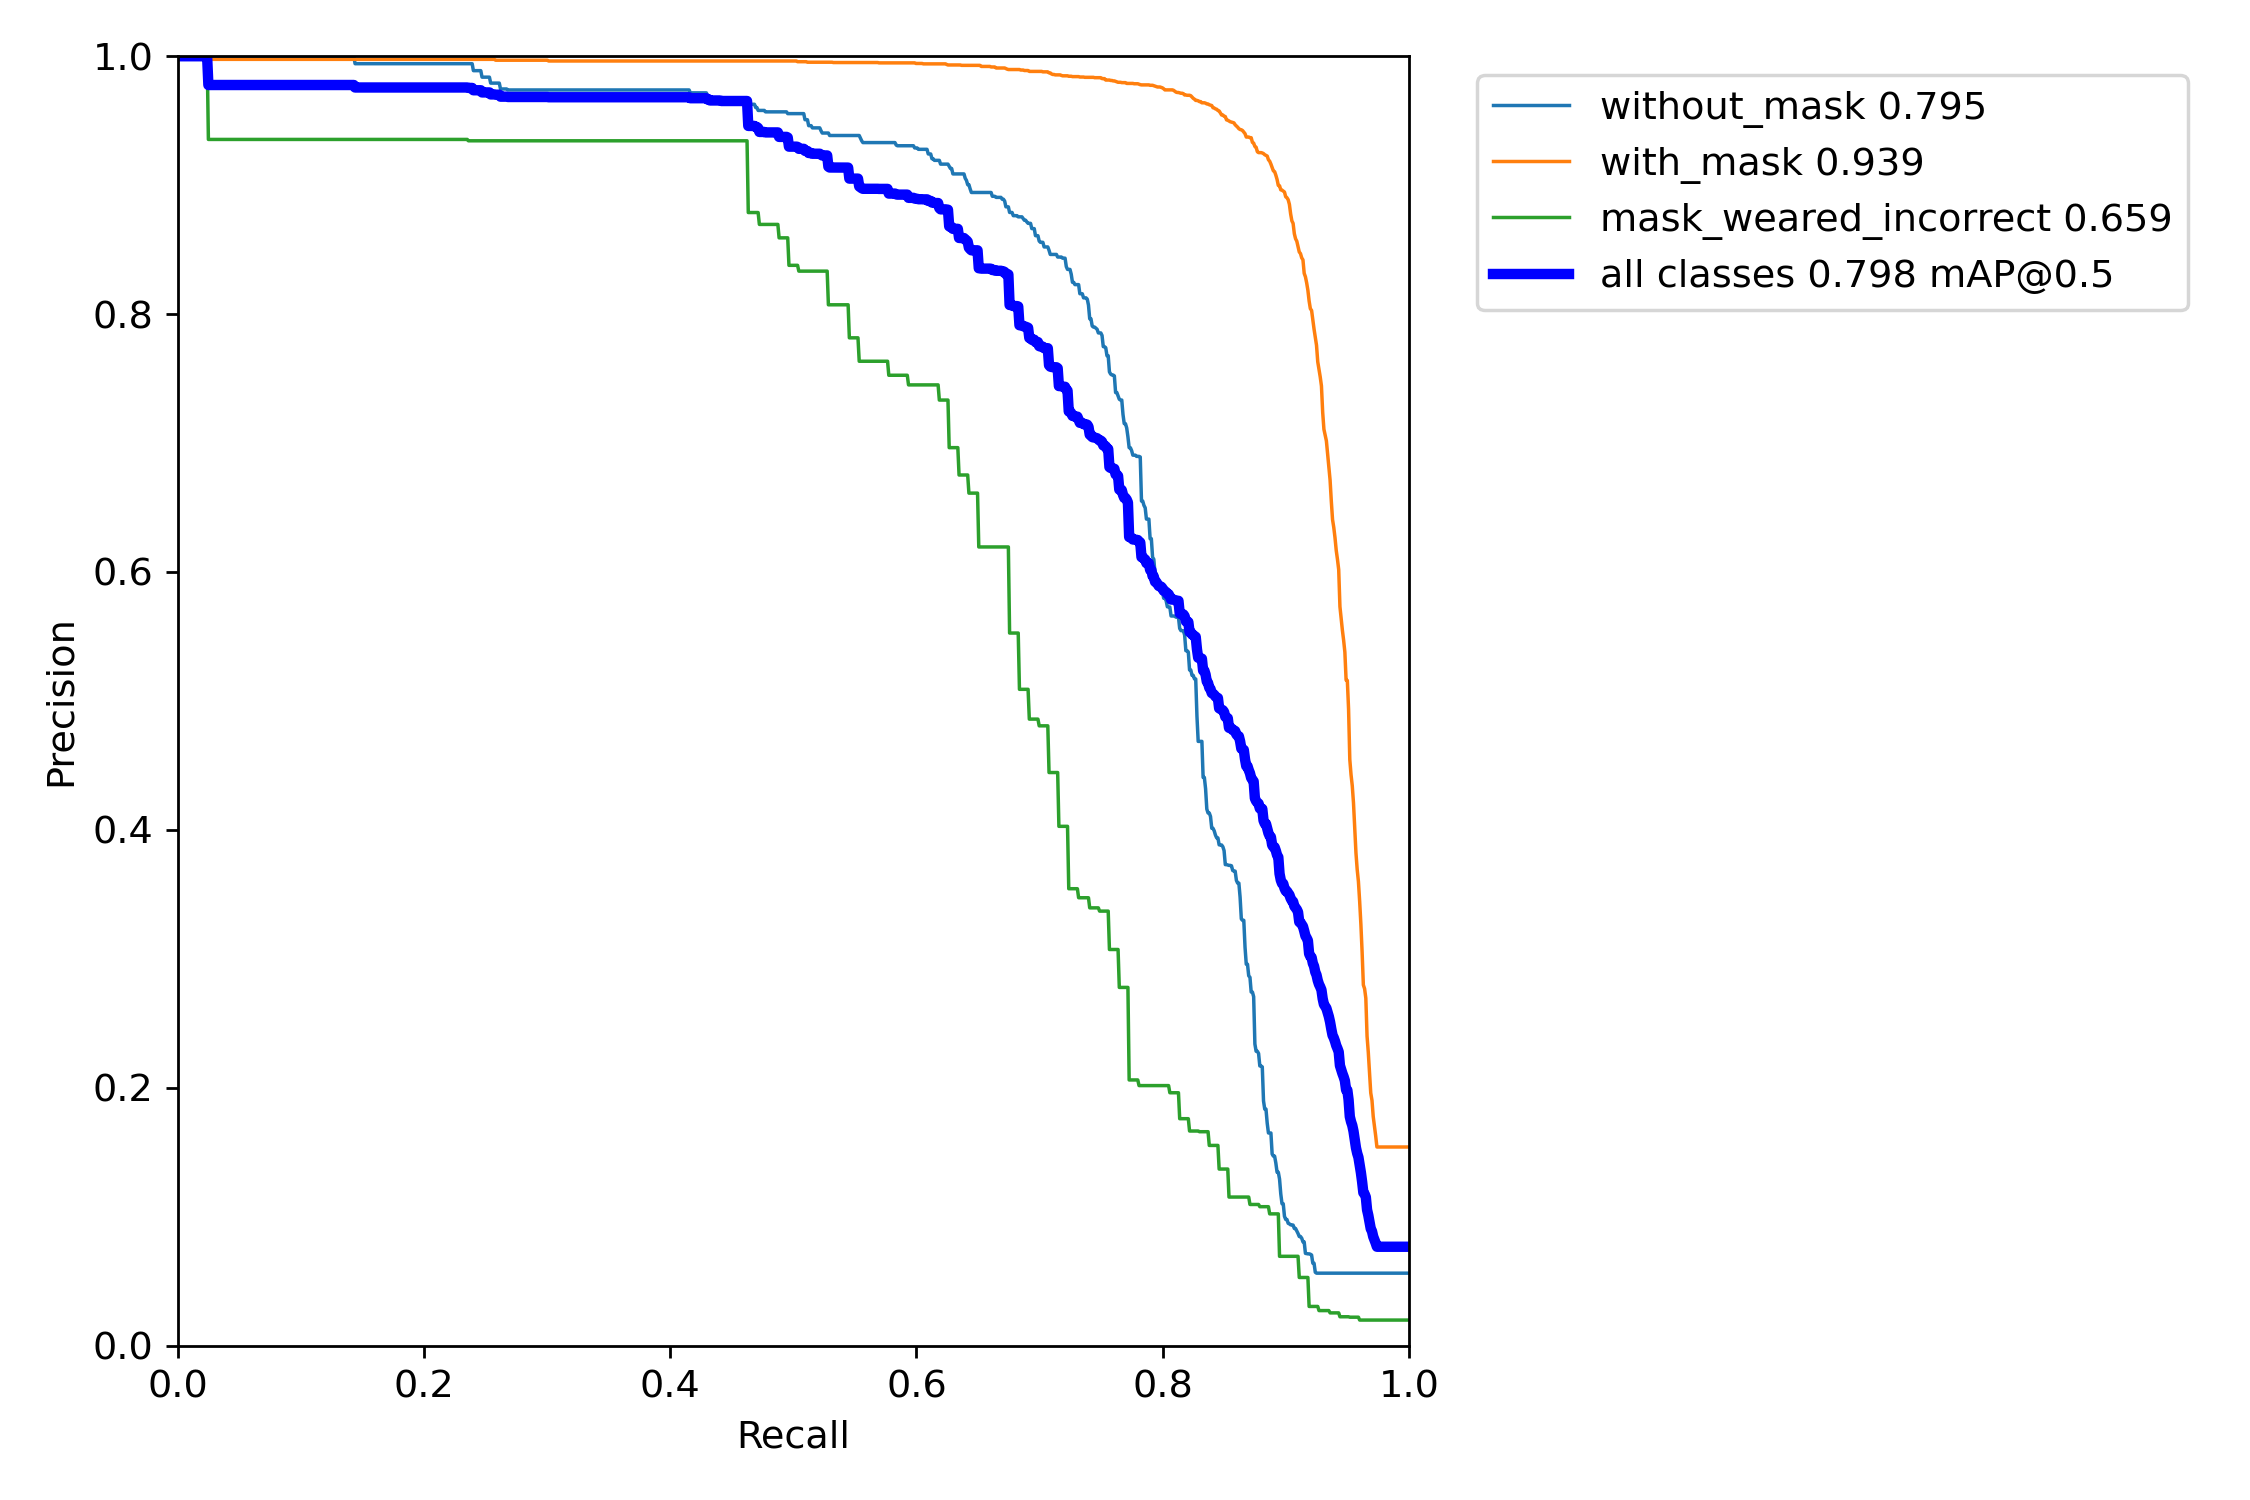 1.0
0.8
0.6
0.4
0.2
0.0
Precision
0.0 0.2 0.4 0.6 0.8 1.0
Recall
without_mask 0.795
with_mask 0.939
mask_weared_incorrect 0.659
all classes 0.798 mAP@0.5